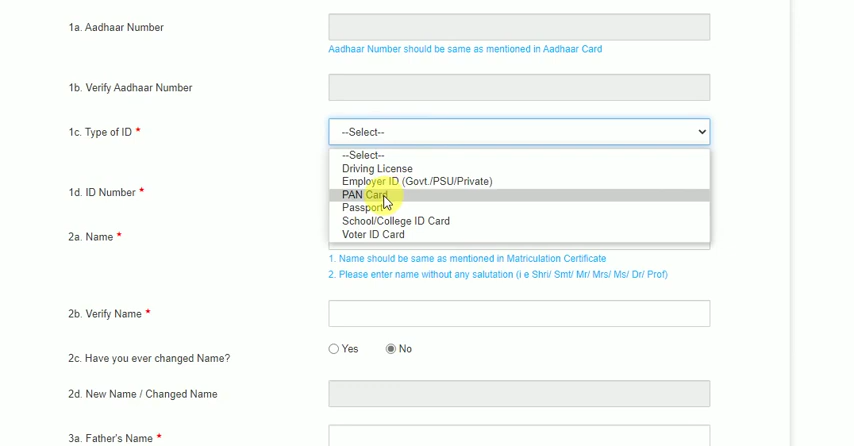 1a. Aadhaar Number
Aadhaar Number should be same as mentioned in Aadhaar Card
1b. Verify Aadhaar Number
1c. Type of ID *
--Select--
--Select--
Driving License
Employer ID (Govt./PSU/Private)
PAN Card
Passport
School/College ID Card
Voter ID Card
1d. ID Number *
2a. Name *
1. Name should be same as mentioned in Matriculation Certificate
2. Please enter name without any salutation (i e Shri/ Smt/ Mr/ Mrs/ Ms/ Dr/ Prof)
2b. Verify Name *
2c. Have you ever changed Name?
Yes No
2d. New Name / Changed Name
3a. Father's Name *